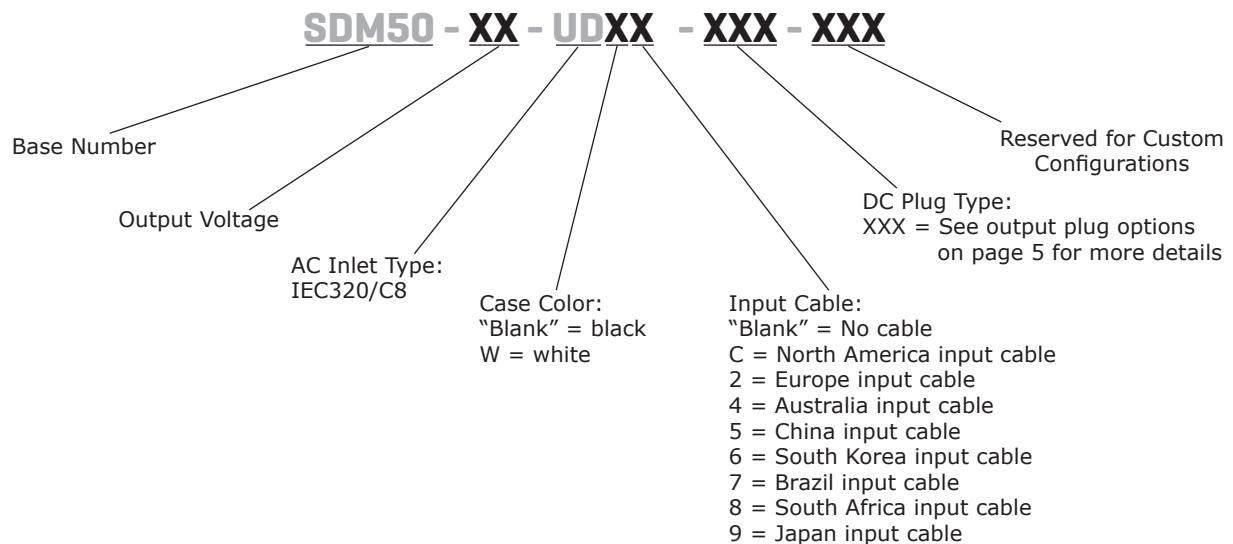 SDM50 - XX - UDXX - XXX - XXX
Base Number
Output Voltage
AC Inlet Type:
IEC320/C8
Case Color:
“Blank” = black
W = white
Input Cable:
“Blank” = No cable
C = North America input cable
2 = Europe input cable
4 = Australia input cable
5 = China input cable
6 = South Korea input cable
7 = Brazil input cable
8 = South Africa input cable
9 = Japan input cable
DC Plug Type:
XXX = See output plug options
on page 5 for more details
Reserved for Custom
Configurations